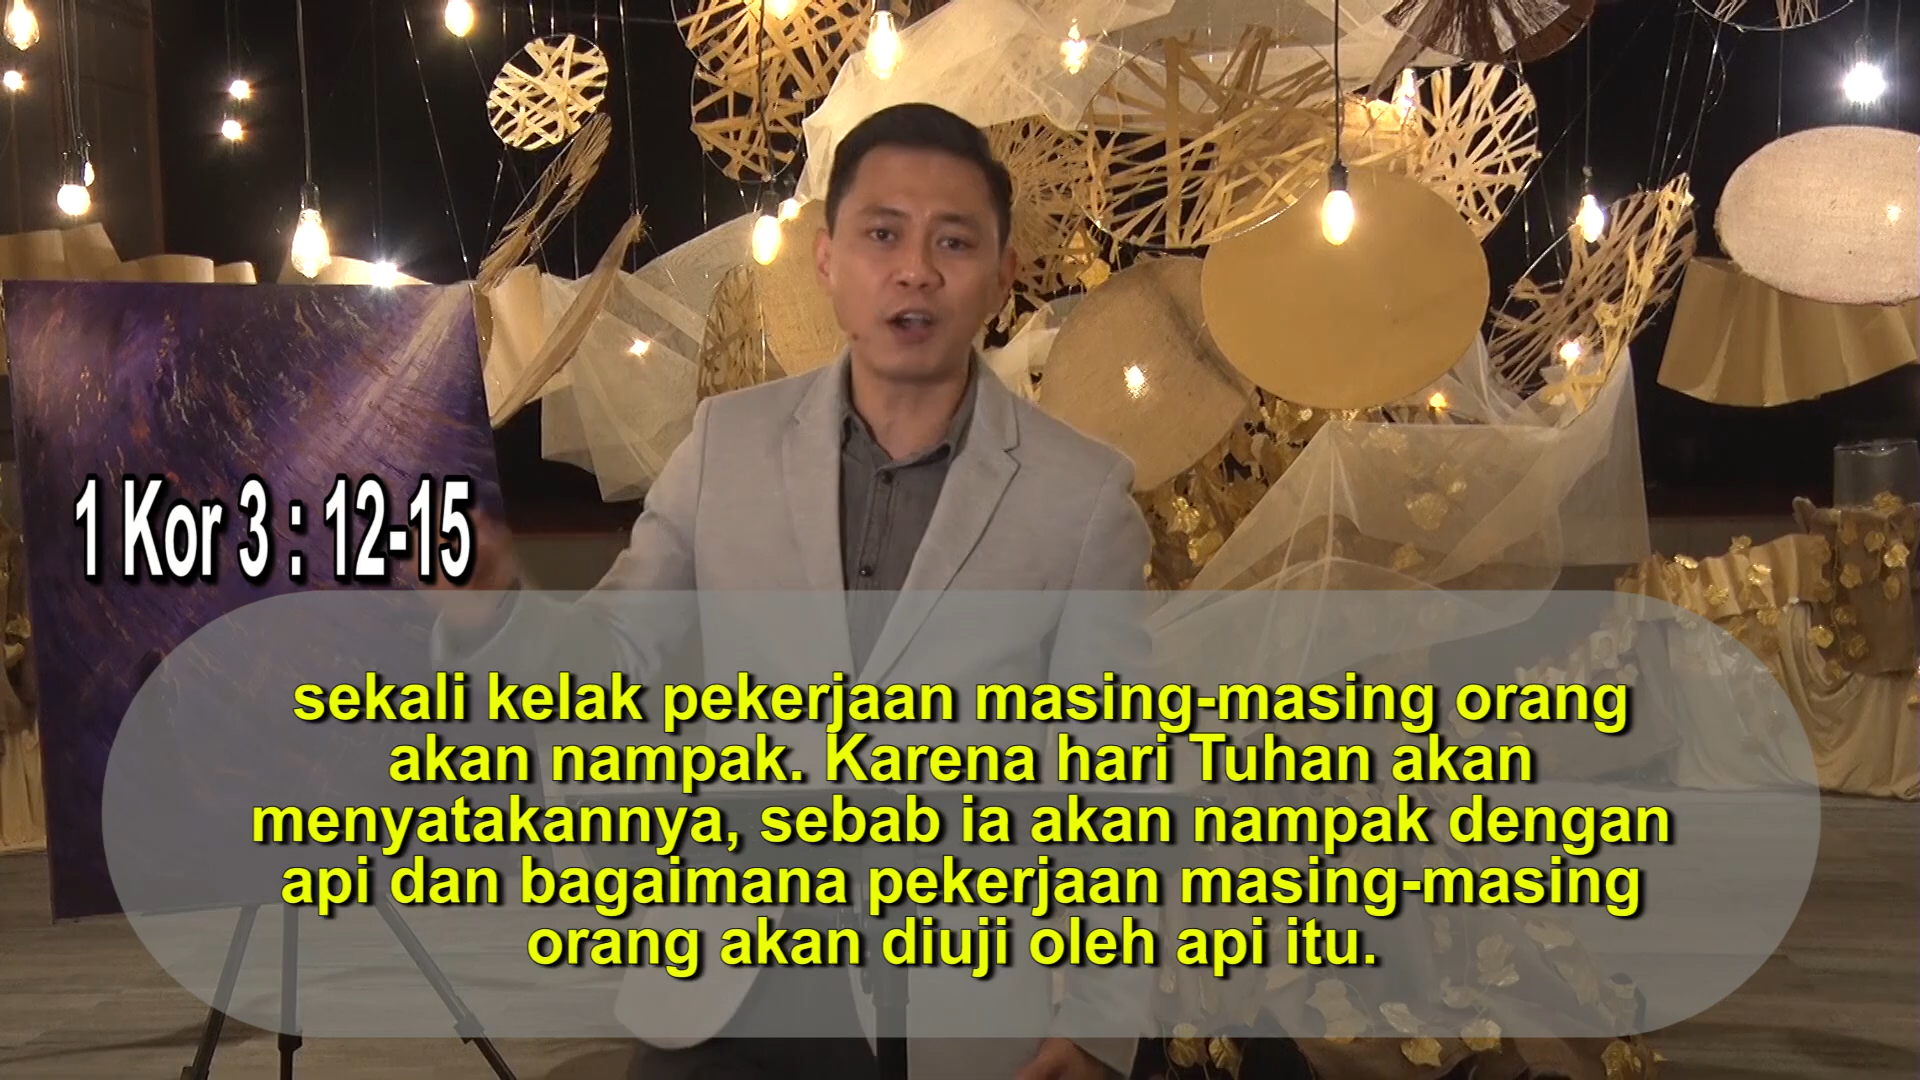 1 Kor 3 : 12-15
sekali kelak pekerjaan masing-masing orang
akan nampak. Karena hari Tuhan akan
menyatakannya, sebab ia akan nampak dengan
api dan bagaimana pekerjaan masing-masing
orang akan diuji oleh api itu.